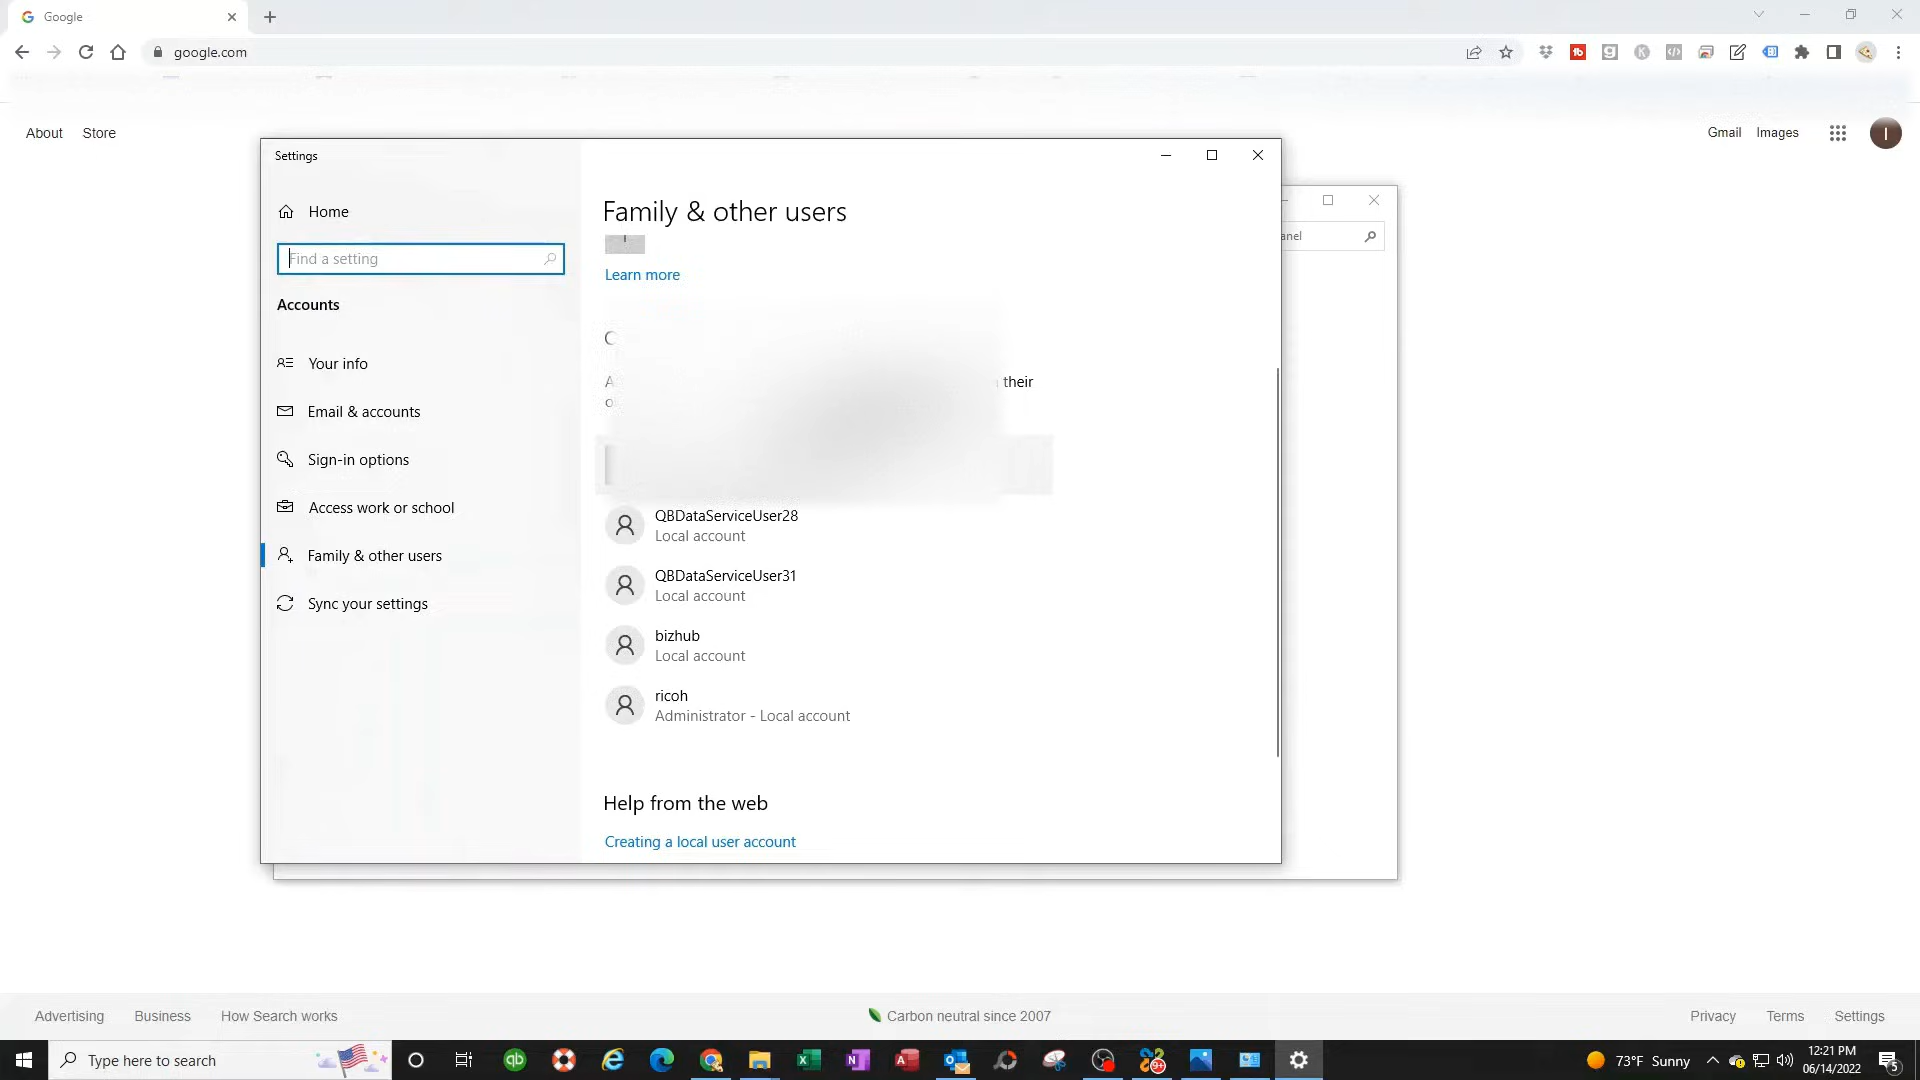 Google
google.com
About Store
Gmail Images
I
Settings
Home
Find a setting
Accounts
Your info
Email & accounts
Sign-in options
Access work or school
Family & other users
Sync your settings
Family & other users
Learn more
their
QBDataServiceUser28
Local account
QBDataServiceUser31
Local account
bizhub
Local account
ricoh
Administrator - Local account
Help from the web
Creating a local user account
anel
Advertising Business How Search works
Carbon neutral since 2007
Privacy Terms Settings
Type here to search
99+
73°F Sunny
12:21 PM
06/14/2022
5